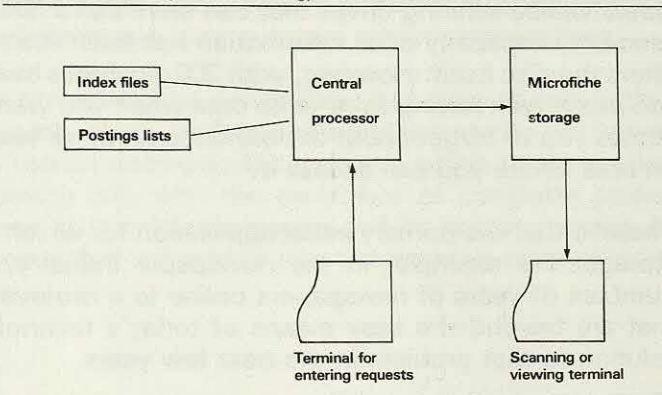 Index files
Postings lists
Central
processor
Microfiche
storage
Terminal for
entering requests
Scanning or
viewing terminal